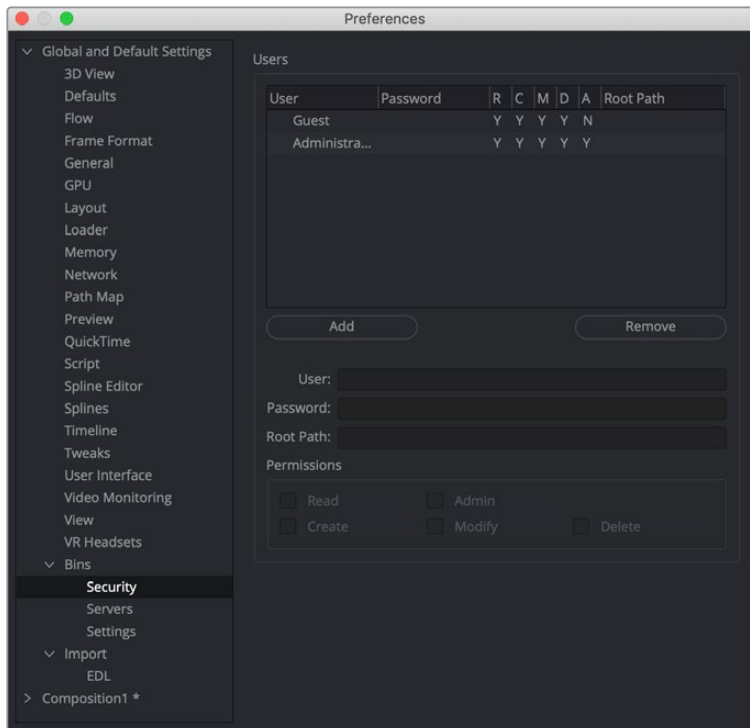 Preferences
Global and Default Settings
3D View
Defaults
Flow
Frame Format
General
GPU
Layout
Loader
Memory
Network
Path Map
Preview
QuickTime
Script
Spline Editor
Splines
Timeline
Tweaks
User Interface
Video Monitoring
View
VR Headsets
Bins
Security
Servers
Settings
Import
EDL
Composition1 *
Users
User Password R C M D A Root Path
Guest Y Y Y Y N
Administra... Y Y Y Y Y
Add Remove
User:
Password:
Root Path:
Permissions
Read Admin
Create Modify Delete